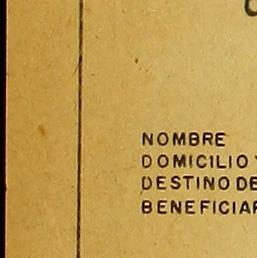 NOMBRE
DOMICILIO
DESTINO DE
BENEFICIAR